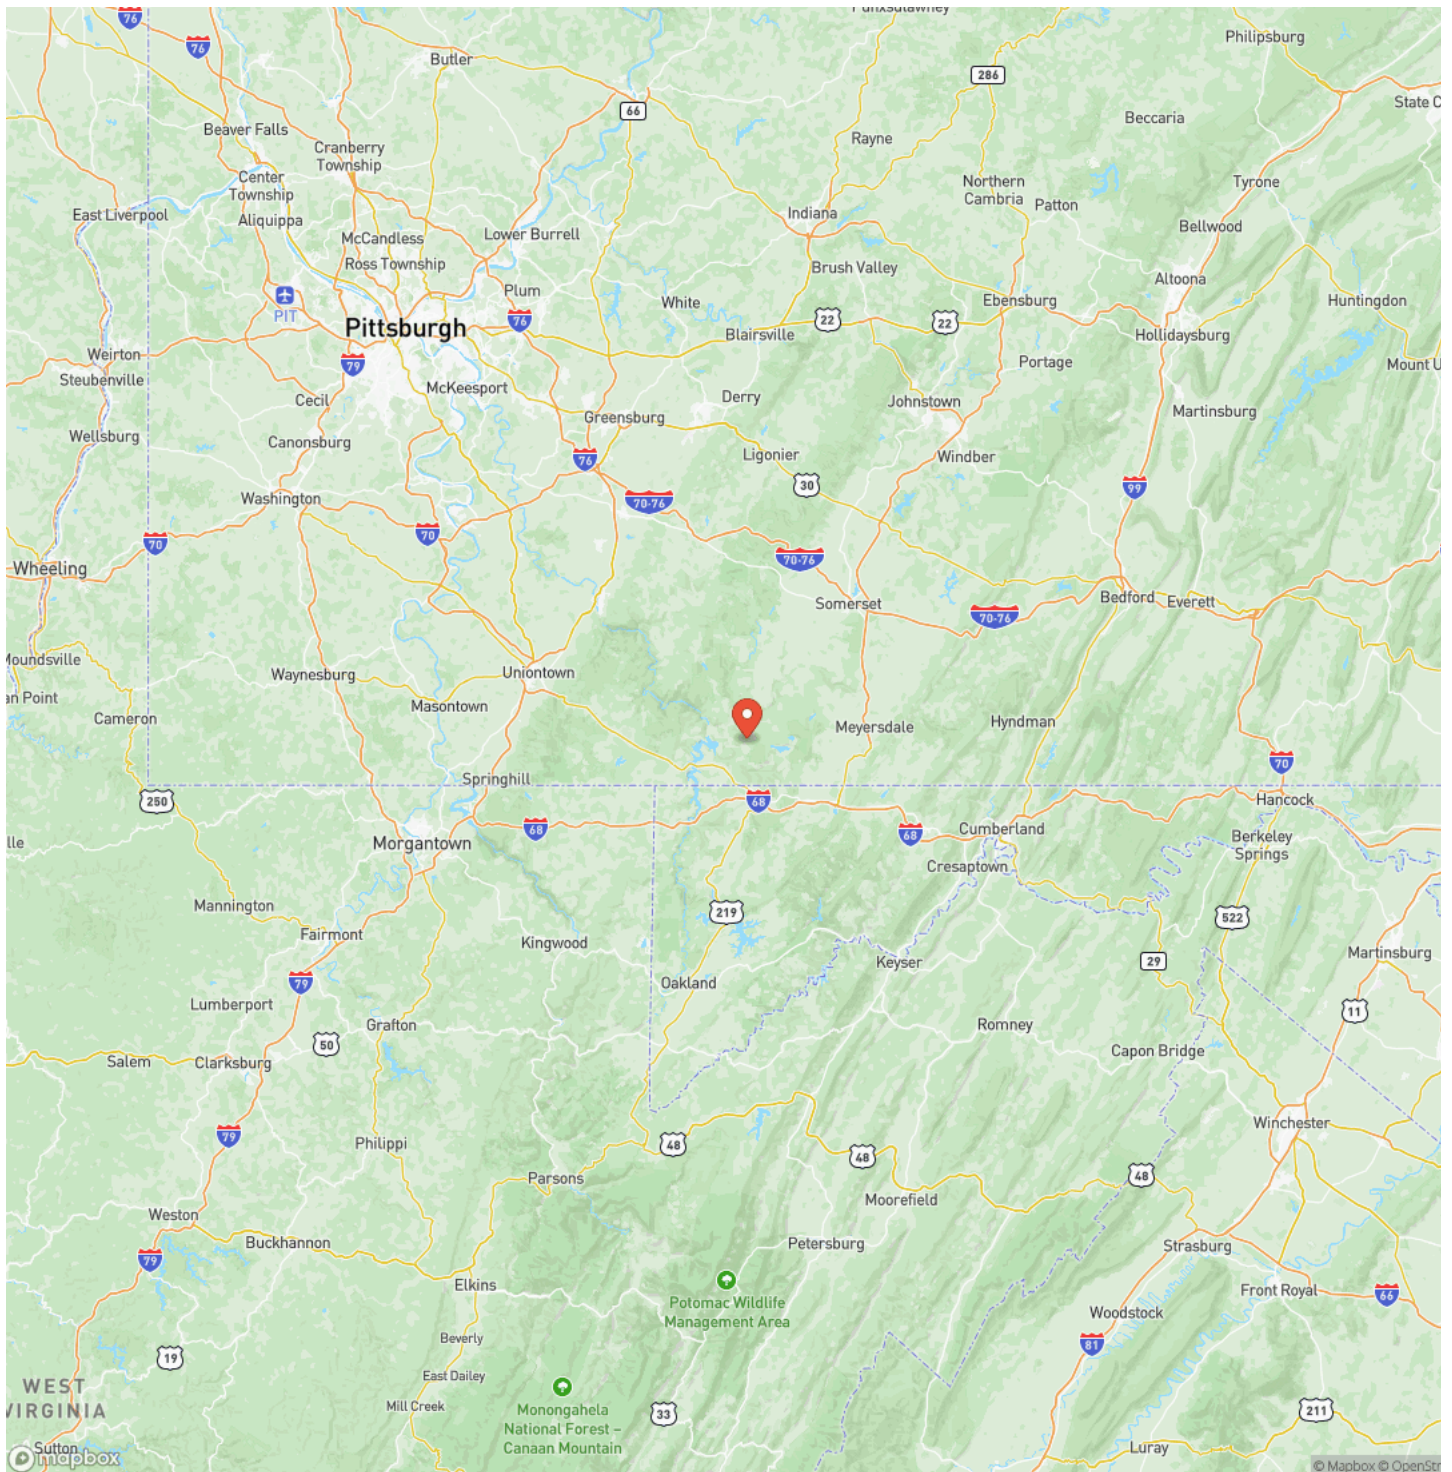 Punxsutawney
76
Philipsburg
76
Butler
286
State C
66
Beccaria
Beaver Falls
Rayne
Cranberry
Township
Center
Township
Northern
Cambria
Tyrone
Patton
East Liverpool
Aliquippa
Indiana
Bellwood
McCandless
Lower Burrell
Ross Township
Brush Valley
Altoona
Plum
White
Ebensburg
Huntingdon
PIT
Pittsburgh
76
22
22
Blairsville
Hollidaysburg
Weirton
79
Portage
Mount U
Steubenville
McKeesport
Derry
Cecil
Johnstown
Martinsburg
Greensburg
Wellsburg
Canonsburg
Ligonier
76
Windber
30
99
Washington
70-76
70
70
Wheeling
70-76
Somerset
Bedford
Everett
70-76
Moundsville
Waynesburg
Uniontown
an Point
Masontown
Cameron
Meyersdale
Hyndman
70
Springhill
250
68
Hancock
68
68
Cumberland
lle
Morgantown
Berkeley
Springs
Cresaptown
Mannington
219
522
Fairmont
Kingwood
Martinsburg
Keyser
29
79
Oakland
Lumberport
11
Grafton
Romney
50
Capon Bridge
Salem
Clarksburg
Winchester
79
Philippi
48
48
Parsons
48
Moorefield
Weston
Buckhannon
Petersburg
Strasburg
79
Elkins
Front Royal
66
Potomac Wildlife
Management Area
Woodstock
Beverly
81
19
East Dailey
WEST
VIRGINIA
Mill Creek
Monongahela
National Forest –
Canaan Mountain
33
211
Sutton
Luray
mapbox
© Mapbox © OpenStr